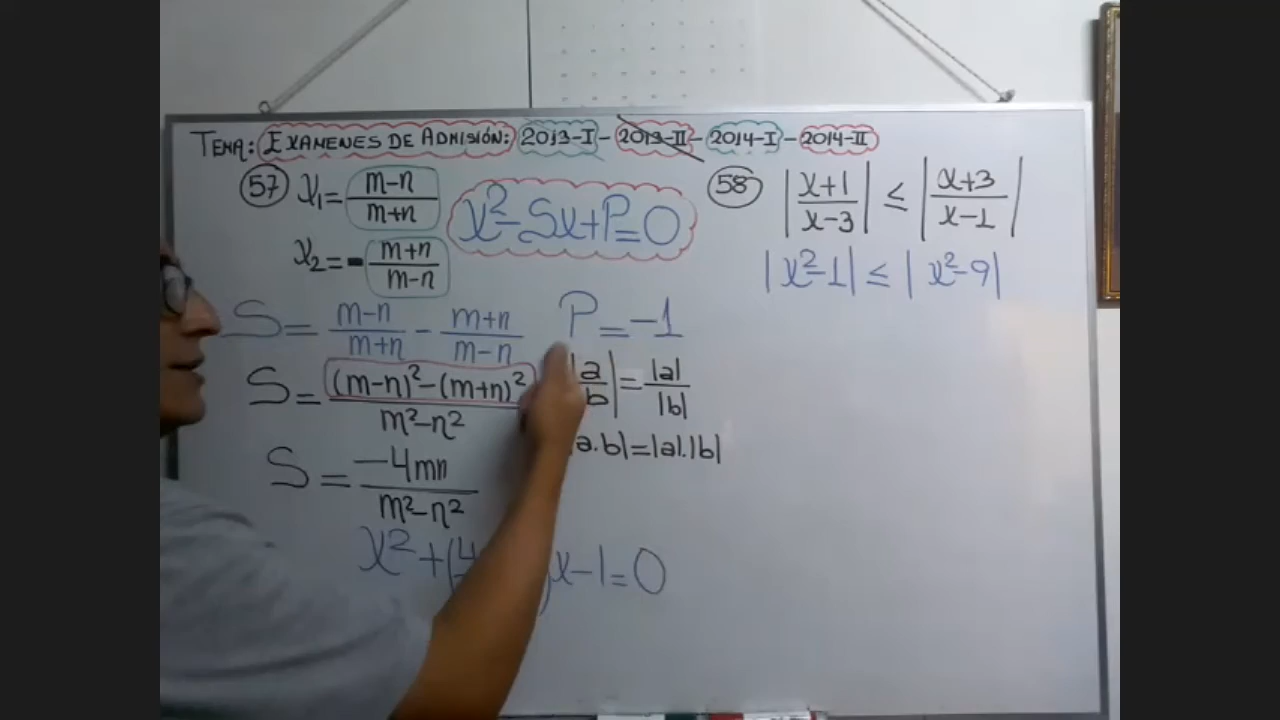 TEMA: EXAMENES DE ADMISIÓN: 2013-I - 2013-II - 2014-I - 2014-II
57 x₁ = (m-n)/(m+n)
x² - Sx + P = 0
x₂ = - (m+n)/(m-n)
S = (m-n)/(m+n) - (m+n)/(m-n) P = -1
S = ((m-n)² - (m+n)²)/(m²-n²)
|a/b| = |a|/|b|
|a.b| = |a|.|b|
S = -4mn/(m²-n²)
x² + (4 )x - 1 = 0
58 |(x+1)/(x-3)| ≤ |(x+3)/(x-1)|
|x²-1| ≤ |x²-9|